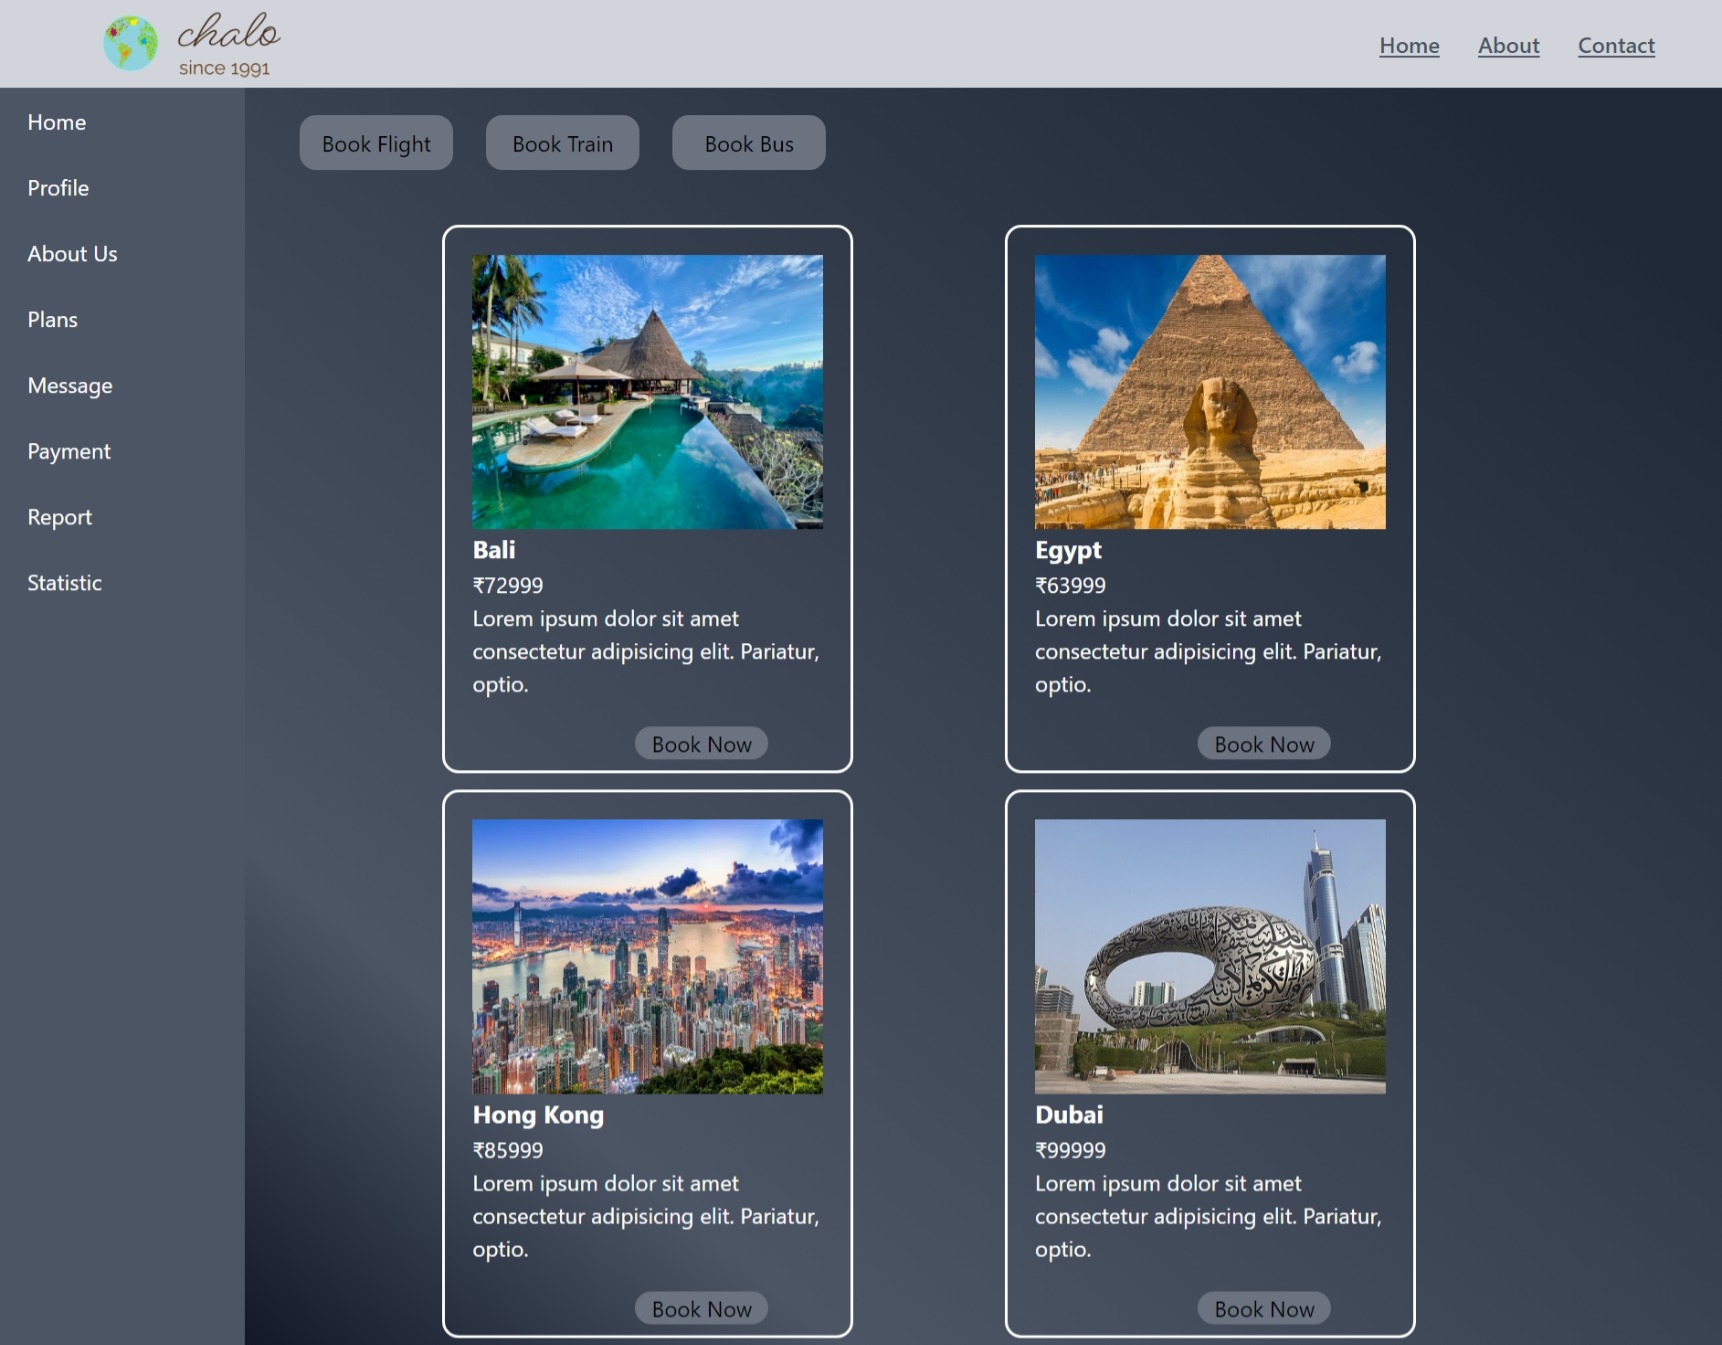 chalo
since 1991
Home
About
Contact
Home
Profile
About Us
Plans
Message
Payment
Report
Statistic
Book Flight
Book Train
Book Bus
Bali
₹72999
Lorem ipsum dolor sit amet
consectetur adipisicing elit. Pariatur,
optio.
Book Now
Egypt
₹63999
Lorem ipsum dolor sit amet
consectetur adipisicing elit. Pariatur,
optio.
Book Now
Hong Kong
₹85999
Lorem ipsum dolor sit amet
consectetur adipisicing elit. Pariatur,
optio.
Book Now
Dubai
₹99999
Lorem ipsum dolor sit amet
consectetur adipisicing elit. Pariatur,
optio.
Book Now